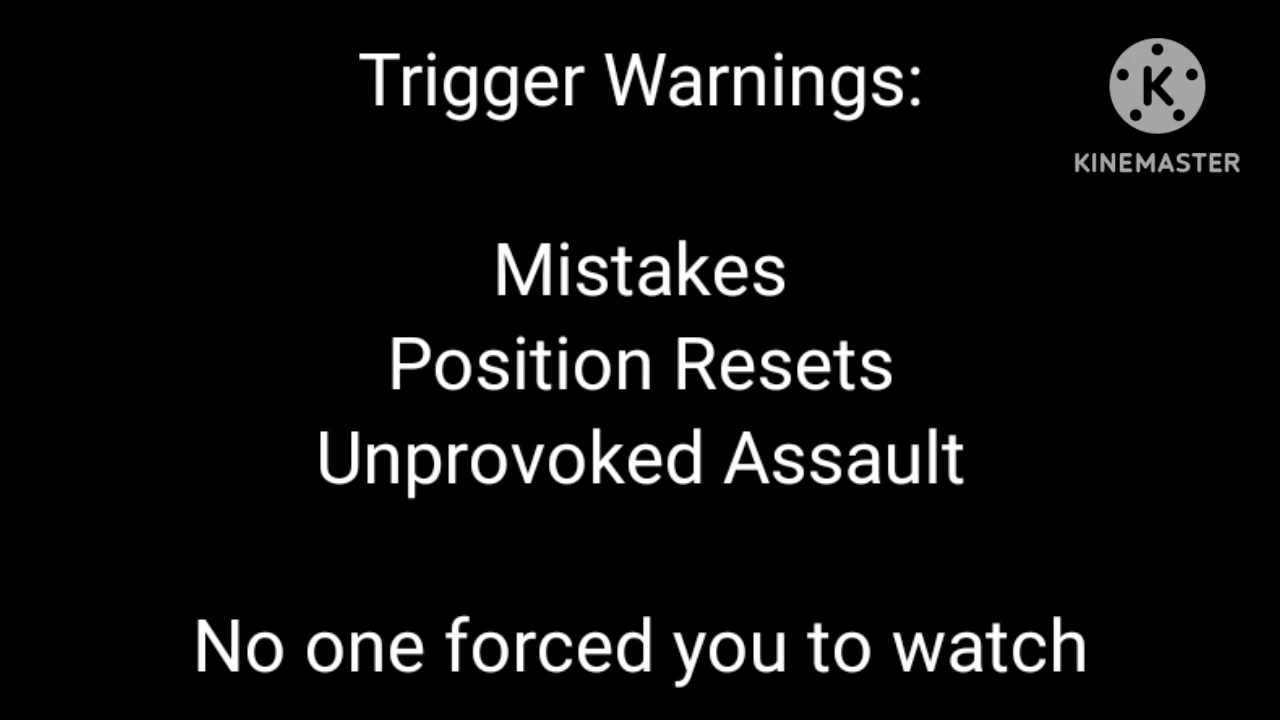 Trigger Warnings:
K
KINEMASTER
Mistakes
Position Resets
Unprovoked Assault
No one forced you to watch